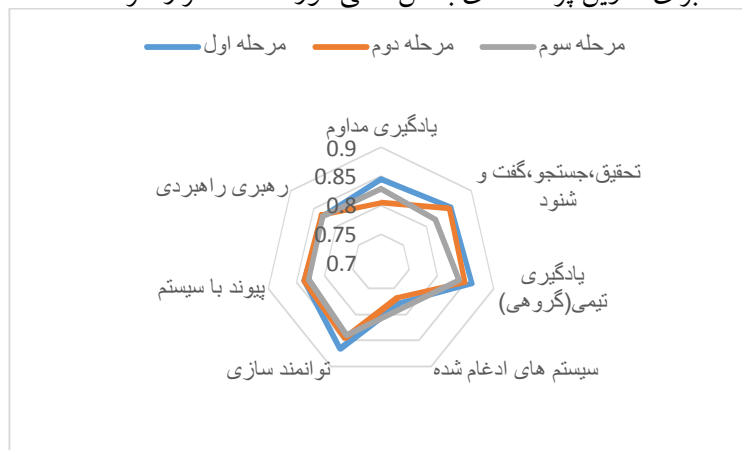 مرحله اول مرحله دوم مرحله سوم
یادگیری مداوم
تحقیق،جستجو،گفت و
شنود
یادگیری
تیمی(گروهی)
سیستم های ادغام شده
توانمند سازی
پیوند با سیستم
رهبری راهبردی
0.9
0.85
0.8
0.75
0.7